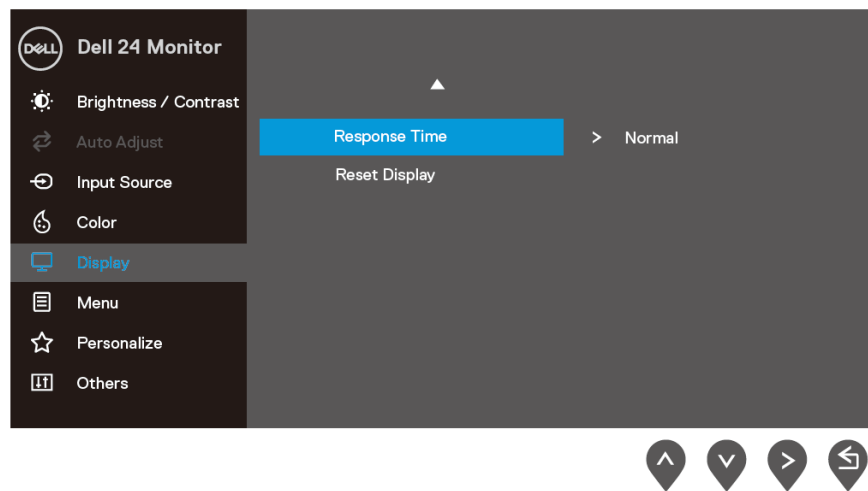 DELL Dell 24 Monitor
Brightness / Contrast
Auto Adjust
Response Time > Normal
Input Source
Reset Display
Color
Display
Menu
Personalize
Others